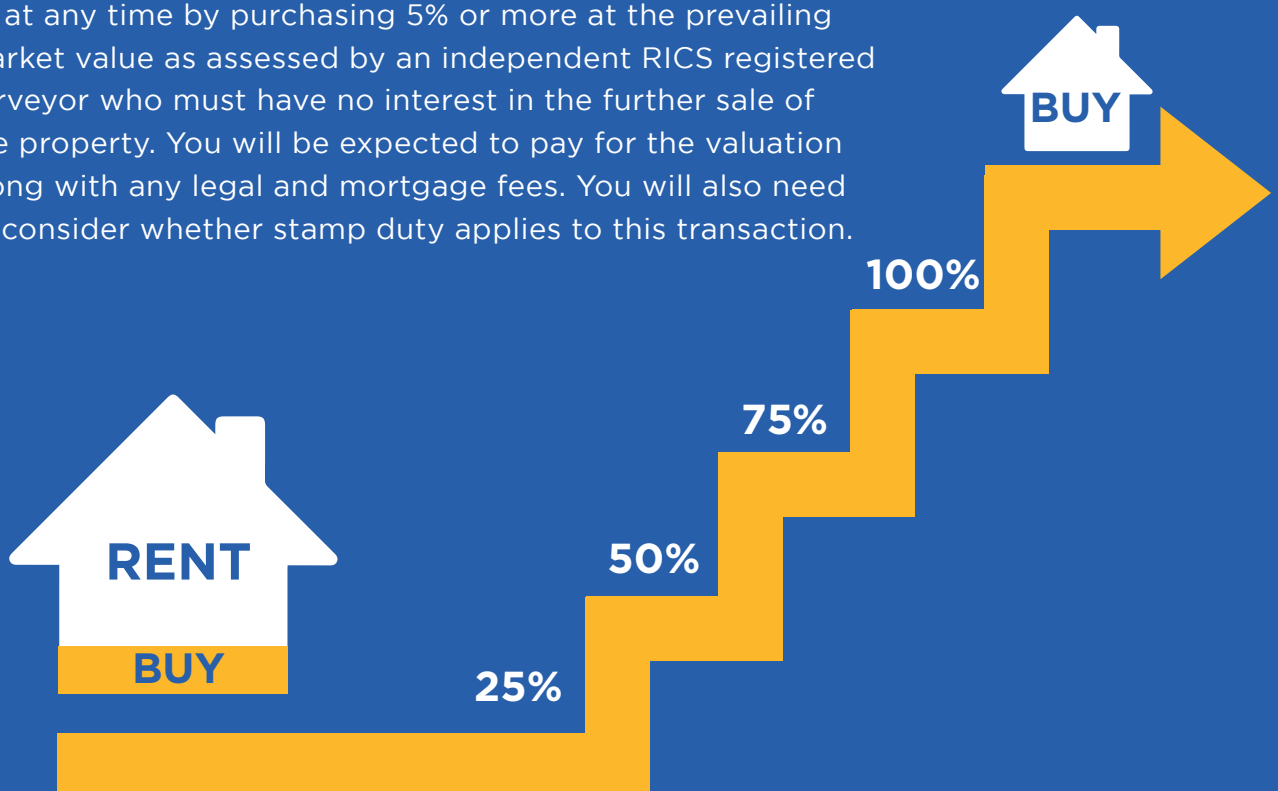 at any time by purchasing 5% or more at the prevailing
arket value as assessed by an independent RICS registered
rveyor who must have no interest in the further sale of
e property. You will be expected to pay for the valuation
ong with any legal and mortgage fees. You will also need
consider whether stamp duty applies to this transaction.
BUY
100%
75%
50%
25%
RENT
BUY